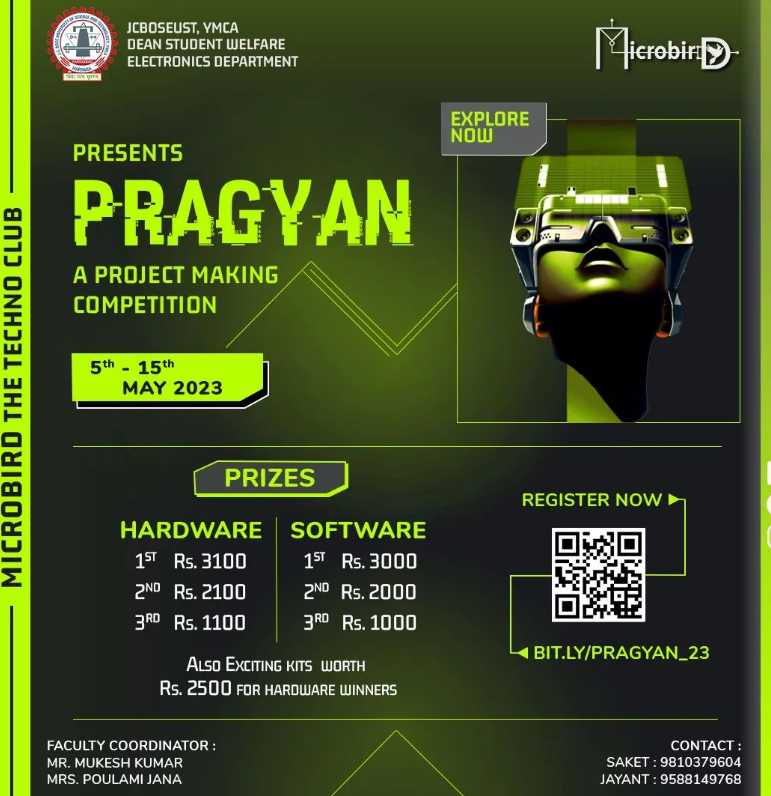 JCBOSEUST, YMCA
DEAN STUDENT WELFARE
ELECTRONICS DEPARTMENT
MicrobirD
EXPLORE
NOW
PRESENTS
PRAGYAN
A PROJECT MAKING
COMPETITION
5th - 15th
MAY 2023
MICROBIRD THE TECHNO CLUB
PRIZES
HARDWARE
1ST Rs. 3100
2ND Rs. 2100
3RD Rs. 1100
SOFTWARE
1ST Rs. 3000
2ND Rs. 2000
3RD Rs. 1000
ALSO EXCITING KITS WORTH
RS. 2500 FOR HARDWARE WINNERS
REGISTER NOW
BIT.LY/PRAGYAN_23
FACULTY COORDINATOR :
MR. MUKESH KUMAR
MRS. POULAMI JANA
CONTACT :
SAKET : 9810379604
JAYANT : 9588149768